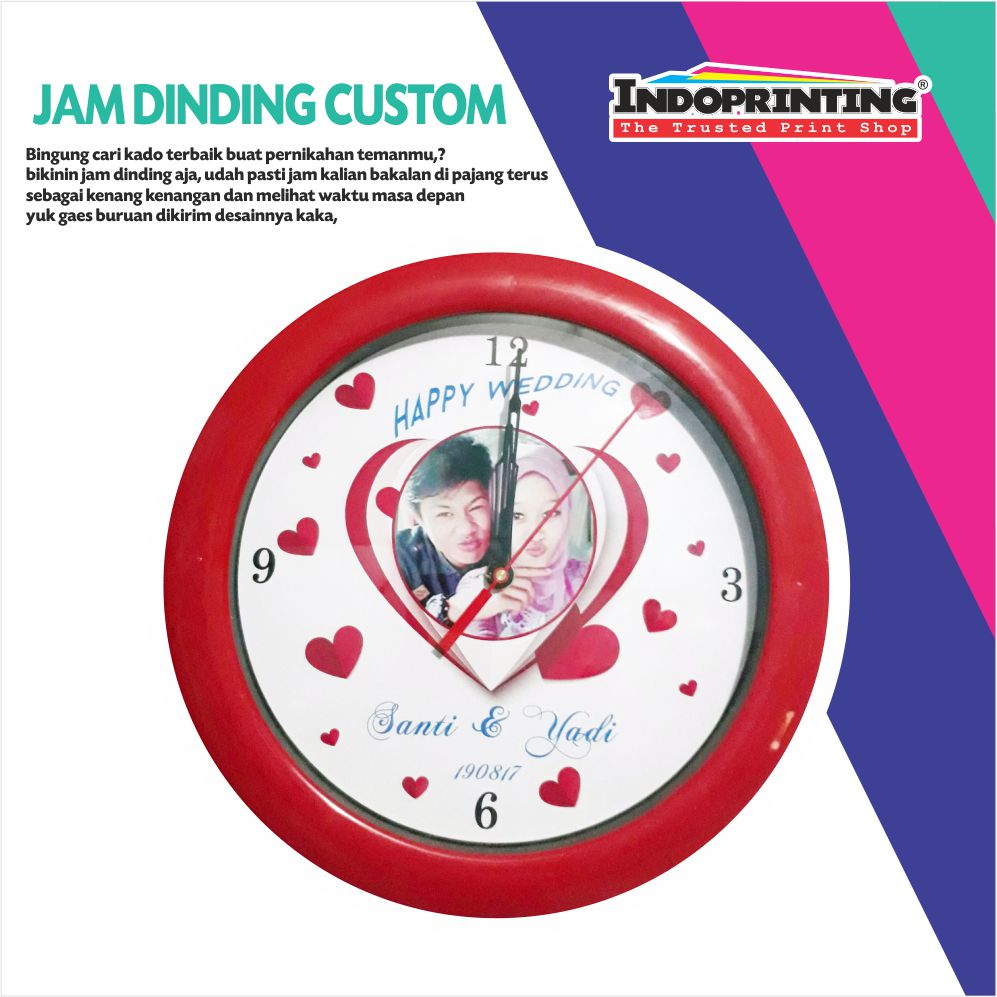 JAM DINDING CUSTOM
INDOPRINTING®
The Trusted Print Shop
Bingung cari kado terbaik buat pernikahan temanmu,?
bikinin jam dinding aja, udah pasti jam kalian bakalan di pajang terus
sebagai kenang kenangan dan melihat waktu masa depan
yuk gaes buruan dikirim desainnya kaka,
12
HAPPY WEDDING
9
3
Santi & Yadi
190817
6